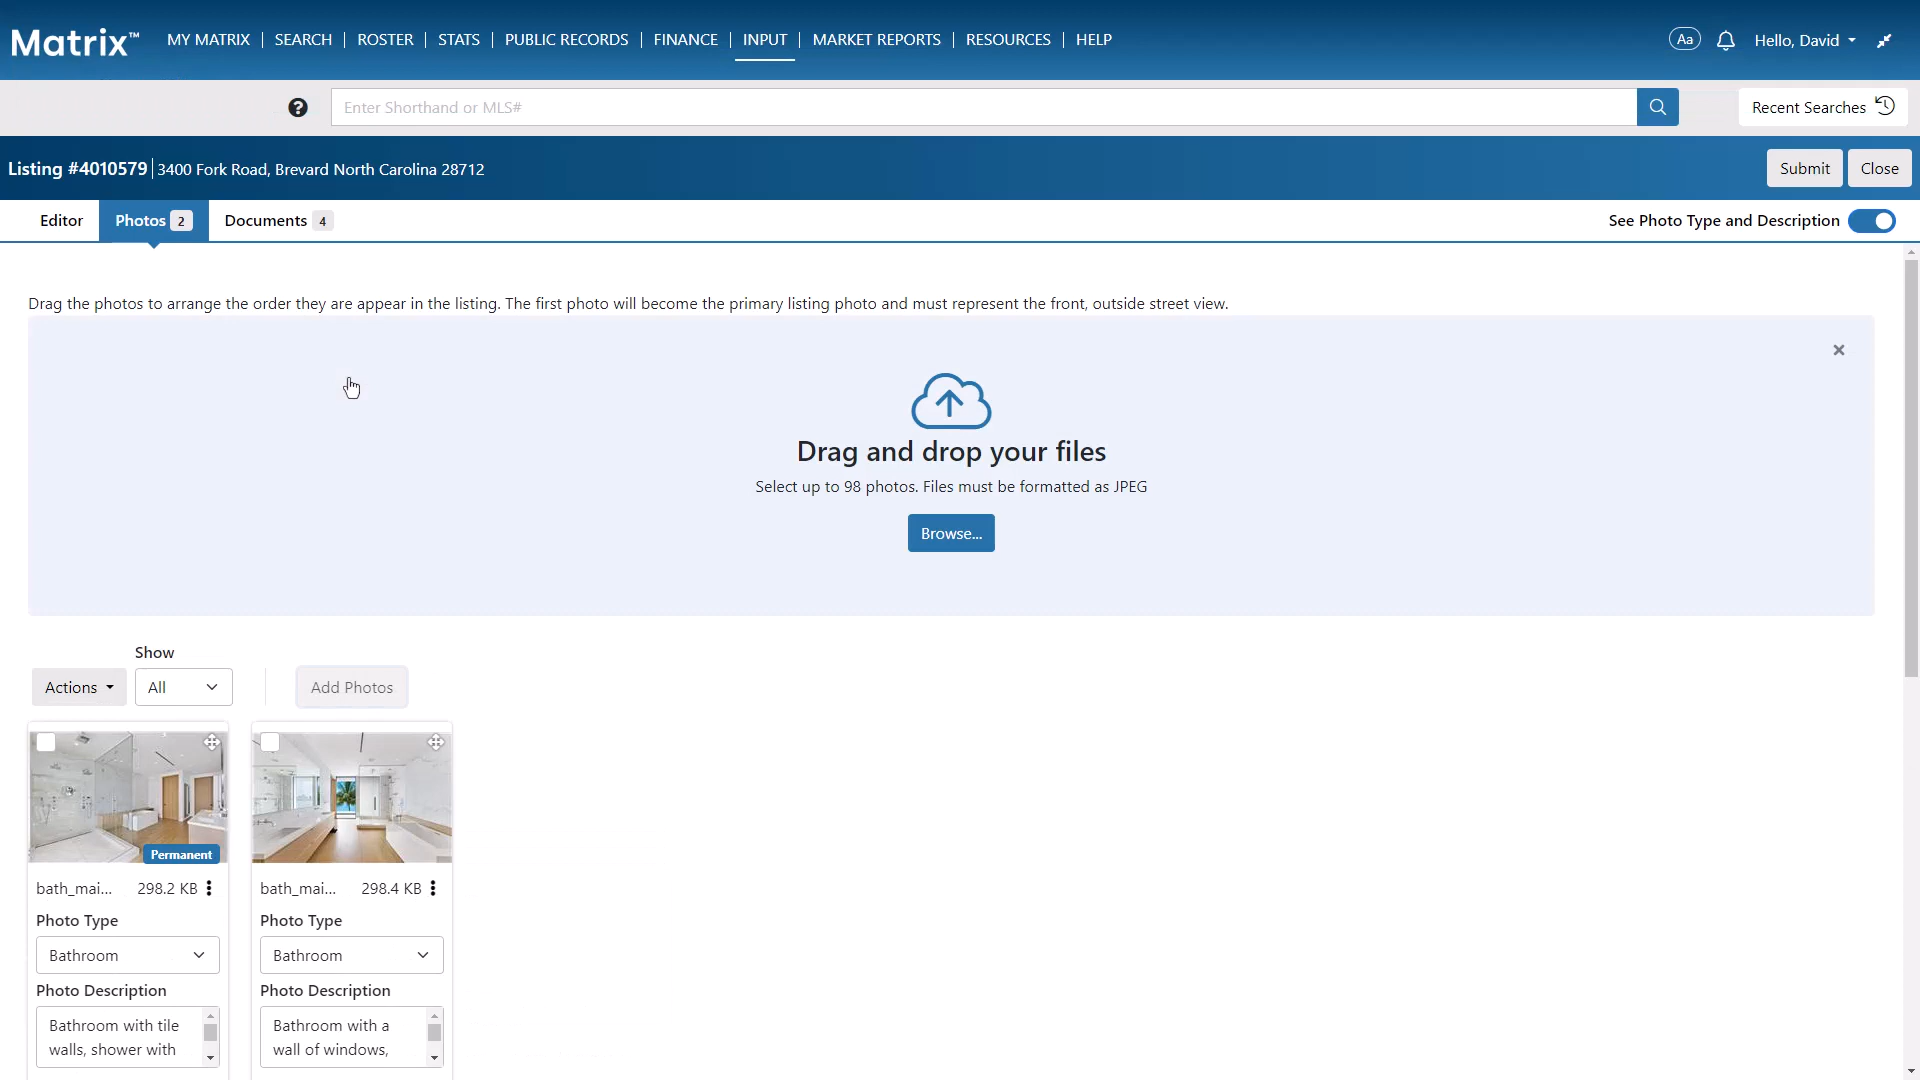 Matrix™ MY MATRIX | SEARCH | ROSTER | STATS | PUBLIC RECORDS | FINANCE | INPUT | MARKET REPORTS | RESOURCES | HELP Aa Hello, David
? Enter Shorthand or MLS# Recent Searches
Listing #4010579 | 3400 Fork Road, Brevard North Carolina 28712 Submit Close
Editor Photos 2 Documents 4 See Photo Type and Description
Drag the photos to arrange the order they are appear in the listing. The first photo will become the primary listing photo and must represent the front, outside street view.
Drag and drop your files
Select up to 98 photos. Files must be formatted as JPEG
Browse...
Show
Actions All Add Photos
Permanent
bath_mai... 298.2 KB bath_mai... 298.4 KB
Photo Type Photo Type
Bathroom Bathroom
Photo Description Photo Description
Bathroom with tile Bathroom with a
walls, shower with wall of windows,